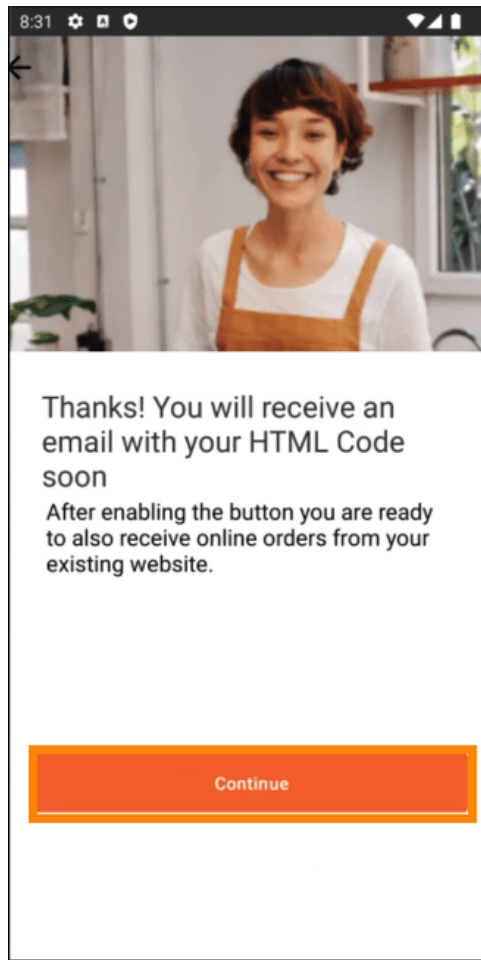 8:31
Thanks! You will receive an
email with your HTML Code
soon
After enabling the button you are ready
to also receive online orders from your
existing website.
Continue